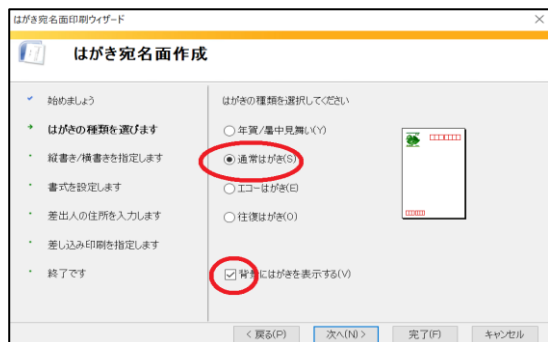 はがき宛名面印刷ウィザード
はがき宛名面作成
始めましょう
はがきの種類を選びます
縦書き/横書きを指定します
書式を設定します
差出人の住所を入力します
差し込み印刷を指定します
終了です
はがきの種類を選択してください
年賀/暑中見舞い(Y)
通常はがき(S)
エコーはがき(E)
往復はがき(O)
背景にはがきを表示する(V)
< 戻る(P)
次へ(N) >
完了(F)
キャンセル